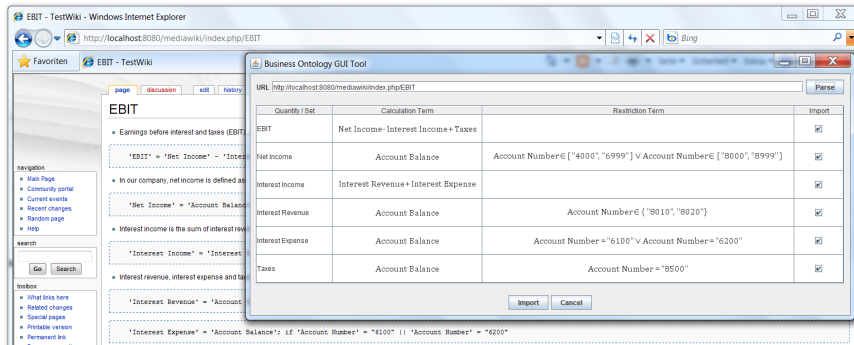 EBIT - TestWiki - Windows Internet Explorer
http://localhost:8080/mediawiki/index.php/EBIT
Bing
Favoriten
EBIT - TestWiki
page discussion edit history
EBIT
Earnings before interest and taxes (EBIT)
'EBIT' = 'Net Income' - 'Inter
In our company, net income is defined as
'Net Income' = 'Account Balanc
Interest income is the sum of interest reve
'Interest Income' = 'Interest
Interest revenue, interest expense and tax
'Interest Revenue' = 'Account
'Interest Expense' = 'Account Balance'; if 'Account Number' = "6100" || 'Account Number' = "6200"
navigation
Main Page
Community portal
Current events
Recent changes
Random page
Help
search
Go Search
toolbox
What links here
Related changes
Special pages
Printable version
Permanent link
Business Ontology GUI Tool
URL http://localhost:8080/mediawiki/index.php/EBIT Parse
Quantity / Set Calculation Term Restriction Term Import
EBIT Net Income-Interest Income+Taxes
Net Income Account Balance Account Number∈["4000", "6999"] ∨ Account Number∈["8000", "8999"]
Interest Income Interest Revenue+Interest Expense
Interest Revenue Account Balance Account Number∈{"8010", "8020"}
Interest Expense Account Balance Account Number="6100" ∨ Account Number="6200"
Taxes Account Balance Account Number="8500"
Import Cancel